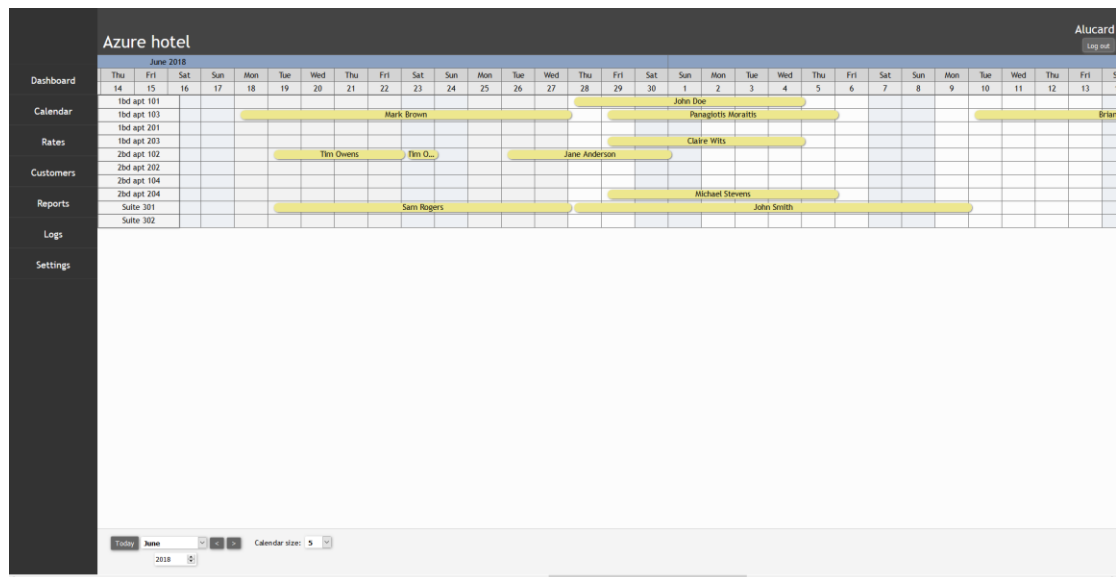 Alucard
Azure hotel
Log out
June 2018
Thu Fri Sat Sun Mon Tue Wed Thu Fri Sat Sun Mon Tue Wed Thu Fri Sat Sun Mon Tue Wed Thu Fri Sat Sun Mon Tue Wed Thu Fri
Dashboard
14 15 16 17 18 19 20 21 22 23 24 25 26 27 28 29 30 1 2 3 4 5 6 7 8 9 10 11 12 13
1bd apt 101 John Doe
Calendar
1bd apt 103 Mark Brown Panagiotis Moraitis Brian
1bd apt 201
Rates
1bd apt 203 Claire Wits
2bd apt 102 Tim Owens Tim O... Jane Anderson
2bd apt 202
Customers
2bd apt 104
2bd apt 204 Michael Stevens
Reports
Suite 301 Sam Rogers John Smith
Suite 302
Logs
Settings
Today June < > Calendar size: 5
2018